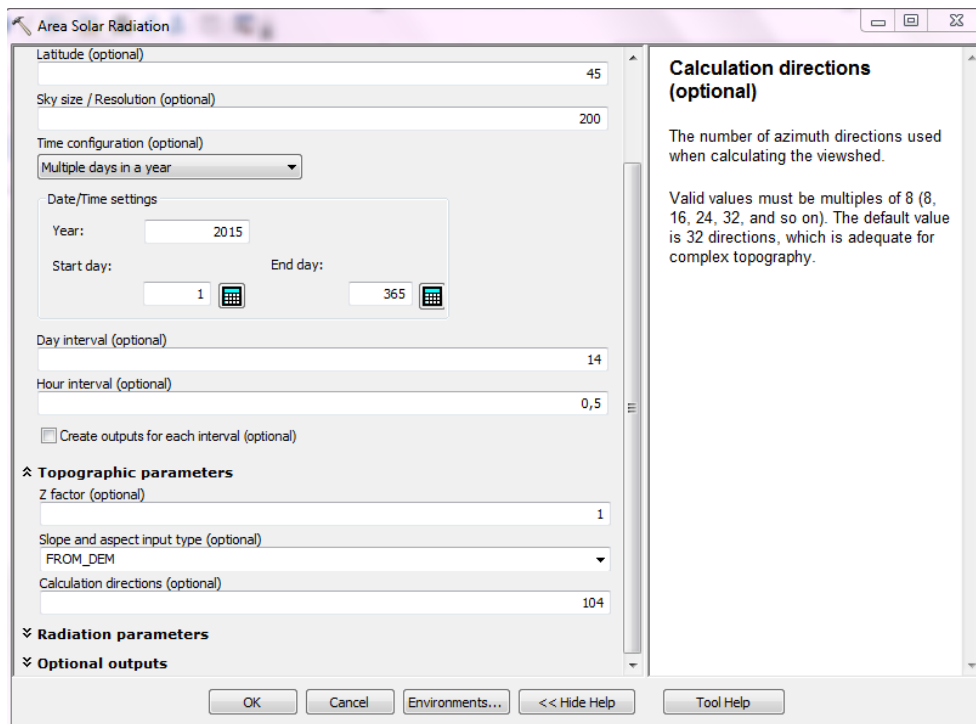 Area Solar Radiation
Latitude (optional)
45
Sky size / Resolution (optional)
200
Time configuration (optional)
Multiple days in a year
Date/Time settings
Year: 2015
Start day: End day:
1 365
Day interval (optional)
14
Hour interval (optional)
0,5
Create outputs for each interval (optional)
Topographic parameters
Z factor (optional)
1
Slope and aspect input type (optional)
FROM_DEM
Calculation directions (optional)
104
Radiation parameters
Optional outputs
Calculation directions
(optional)
The number of azimuth directions used
when calculating the viewshed.
Valid values must be multiples of 8 (8,
16, 24, 32, and so on). The default value
is 32 directions, which is adequate for
complex topography.
OK Cancel Environments... << Hide Help Tool Help